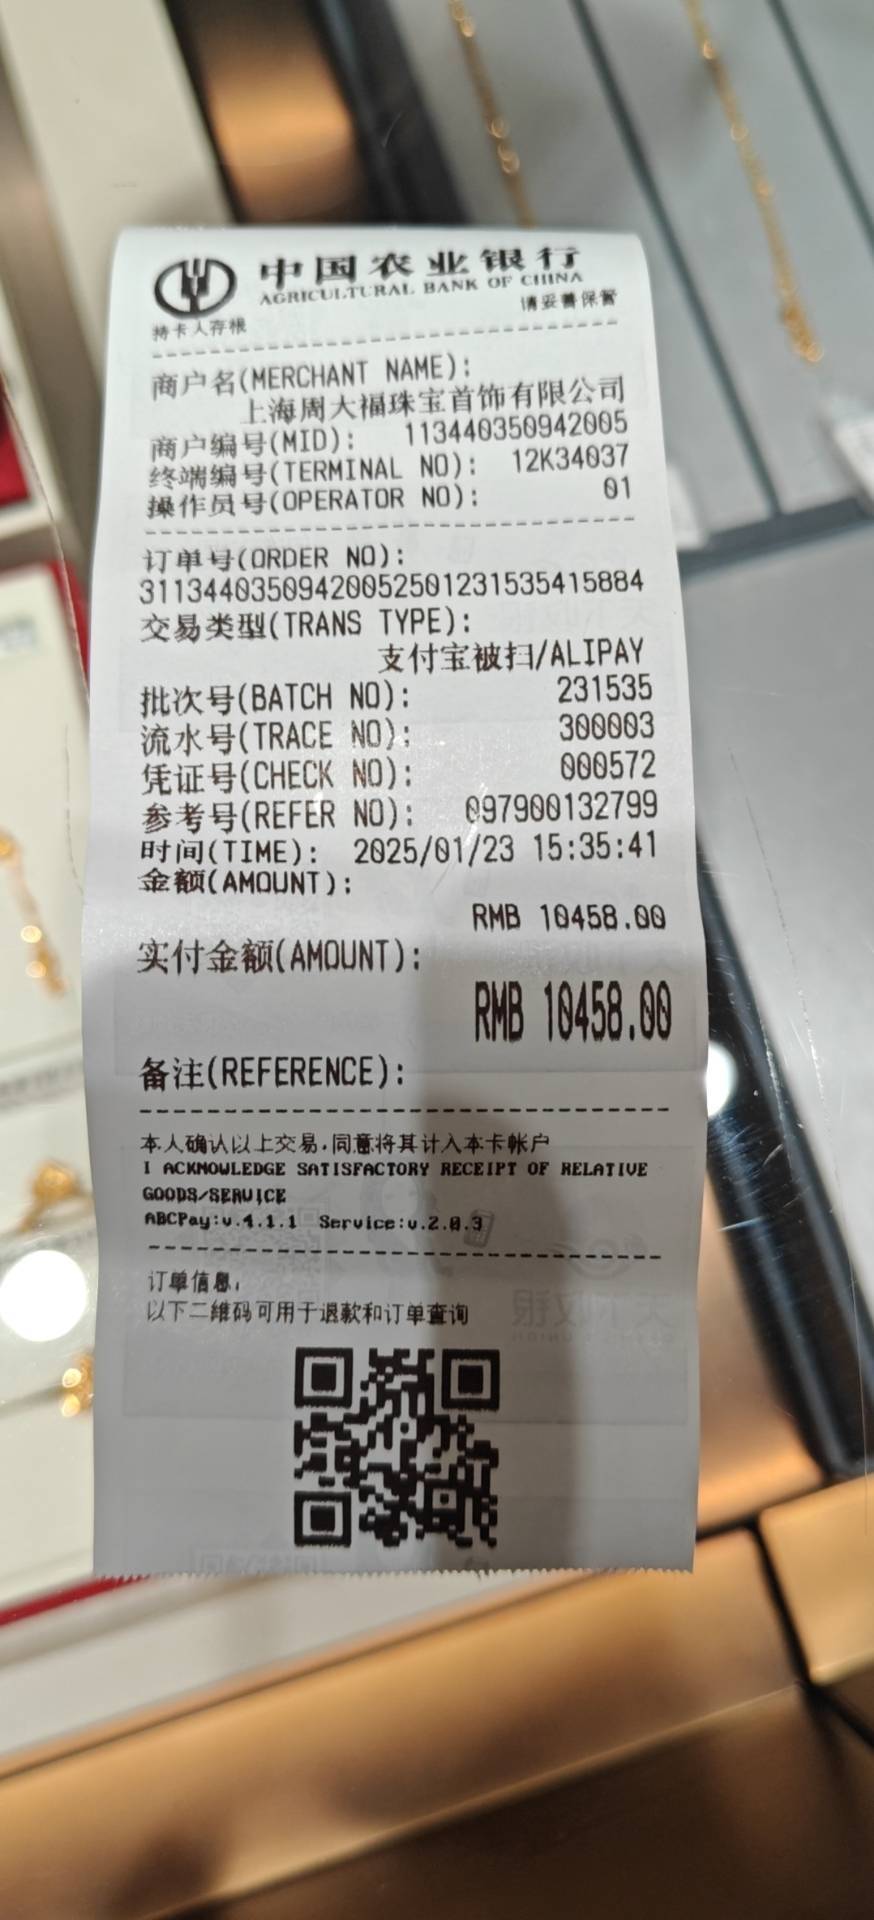 中国农业银行
AGRICULTURAL BANK OF CHINA
请妥善保管
持卡人存根
商户名(MERCHANT NAME):
上海周大福珠宝首饰有限公司
商户编号(MID): 113440350942005
终端编号(TERMINAL NO): 12K34037
操作员号(OPERATOR NO): 01
订单号(ORDER NO):
31134403509420052501231535415884
交易类型(TRANS TYPE):
支付宝被扫/ALIPAY
批次号(BATCH NO): 231535
流水号(TRACE NO): 300003
凭证号(CHECK NO): 000572
参考号(REFER NO): 097900132799
时间(TIME): 2025/01/23 15:35:41
金额(AMOUNT):
RMB 10458.00
实付金额(AMOUNT):
RMB 10458.00
备注(REFERENCE):
本人确认以上交易,同意将其计入本卡帐户
I ACKNOWLEDGE SATISFACTORY RECEIPT OF RELATIVE
GOODS/SERVICE
ABCPay:v.4.1.1 Service:v.2.0.3
订单信息:
以下二维码可用于退款和订单查询